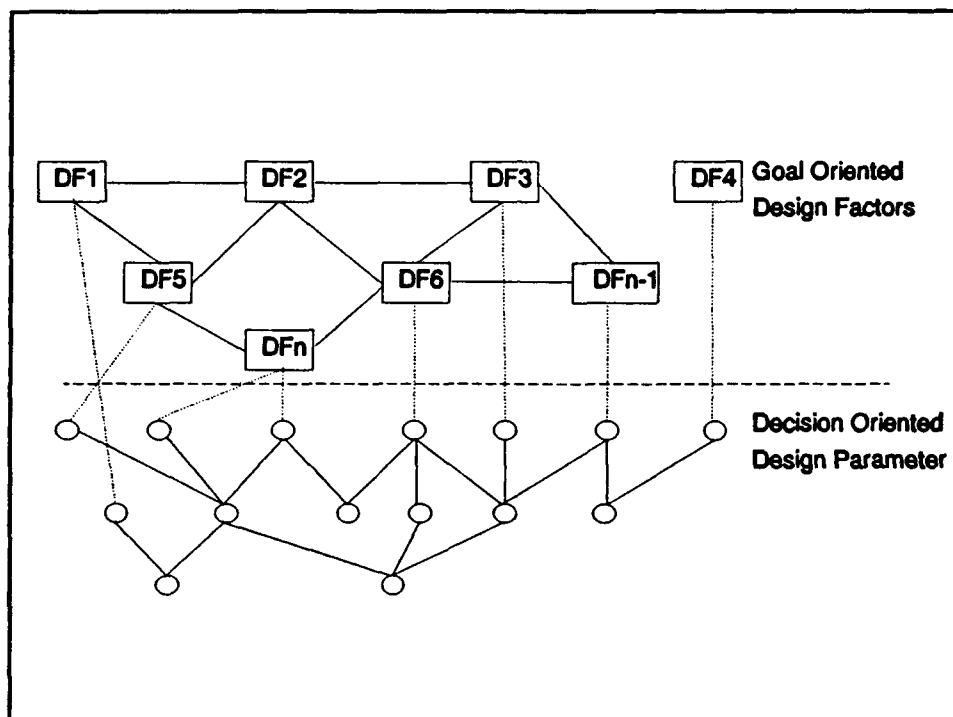 DF1
DF2
DF3
DF4
Goal Oriented
Design Factors
DF5
DF6
DFn-1
DFn
Decision Oriented
Design Parameter